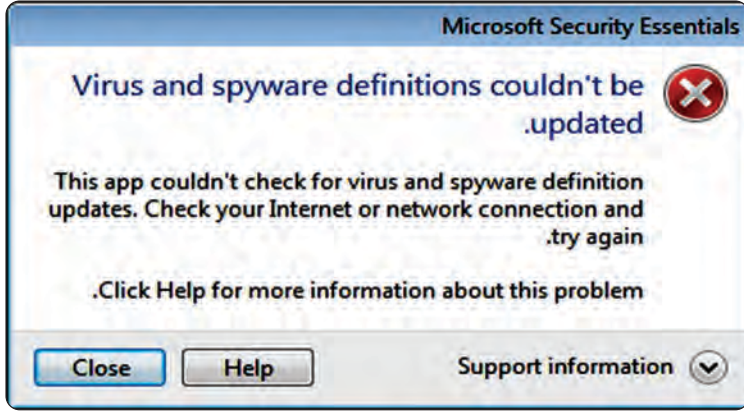 Microsoft Security Essentials
Virus and spyware definitions couldn't be
.updated
This app couldn't check for virus and spyware definition
updates. Check your Internet or network connection and
.try again
.Click Help for more information about this problem
Close Help Support information